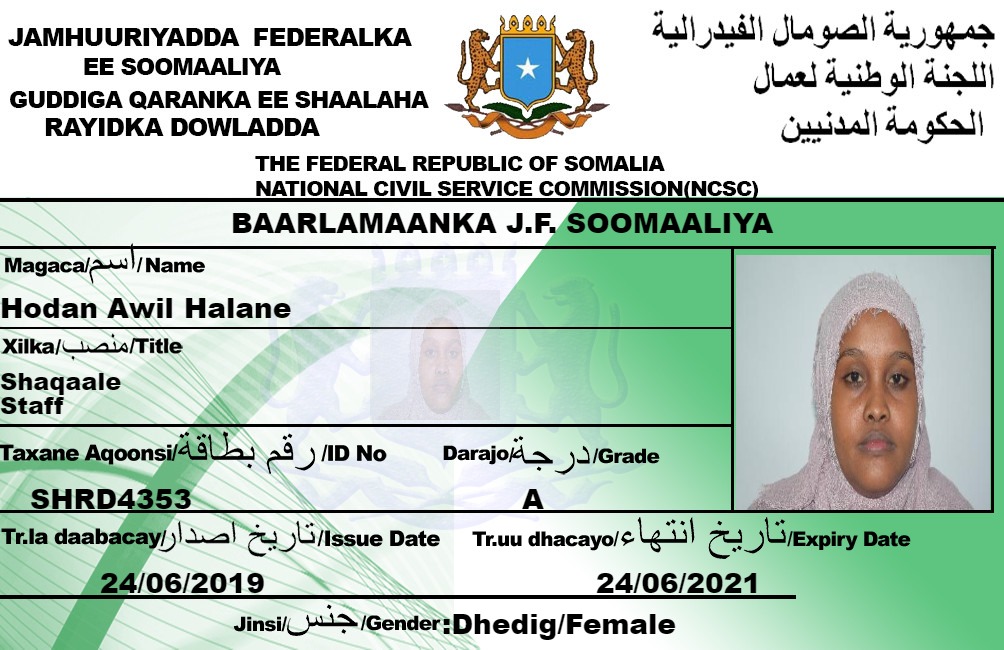 JAMHUURIYADDA FEDERALKA
EE SOOMAALIYA
GUDDIGA QARANKA EE SHAALAHA
RAYIDKA DOWLADDA
جمهورية الصومال الفيدرالية
اللجنة الوطنية لعمال
الحكومة المدنيين
THE FEDERAL REPUBLIC OF SOMALIA
NATIONAL CIVIL SERVICE COMMISSION(NCSC)
BAARLAMAANKA J.F. SOOMAALIYA
Magaca/اسم/Name
Hodan Awil Halane
Xilka/منصب/Title
Shaqaale
Staff
Taxane Aqoonsi/رقم بطاقة/ID No
Darajo/درجة/Grade
SHRD4353
A
Tr.la daabacay/تاريخ اصدار/Issue Date
Tr.uu dhacayo/تاريخ انتهاء/Expiry Date
24/06/2019
24/06/2021
Jinsi/جنس/Gender:Dhedig/Female